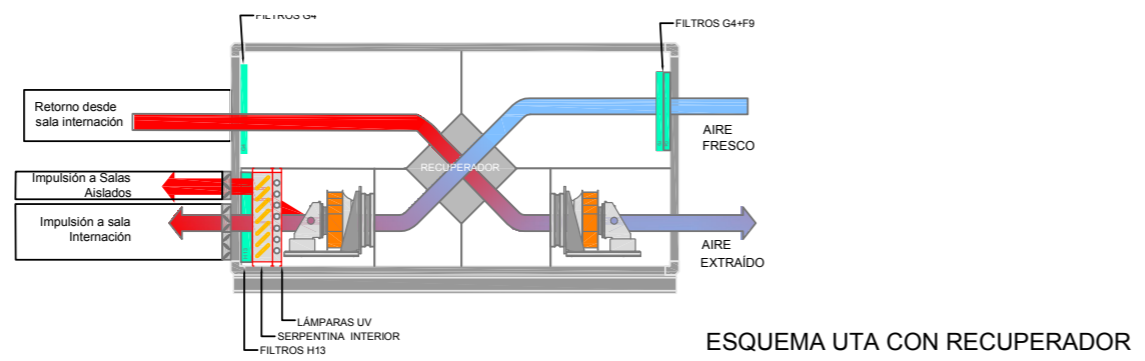 FILTROS G4
FILTROS G4+F9
Retorno desde
sala internación
AIRE
FRESCO
RECUPERADOR
Impulsión a Salas
Aislados
Impulsión a sala
Internación
AIRE
EXTRAÍDO
LÁMPARAS UV
SERPENTINA INTERIOR
FILTROS H13
ESQUEMA UTA CON RECUPERADOR